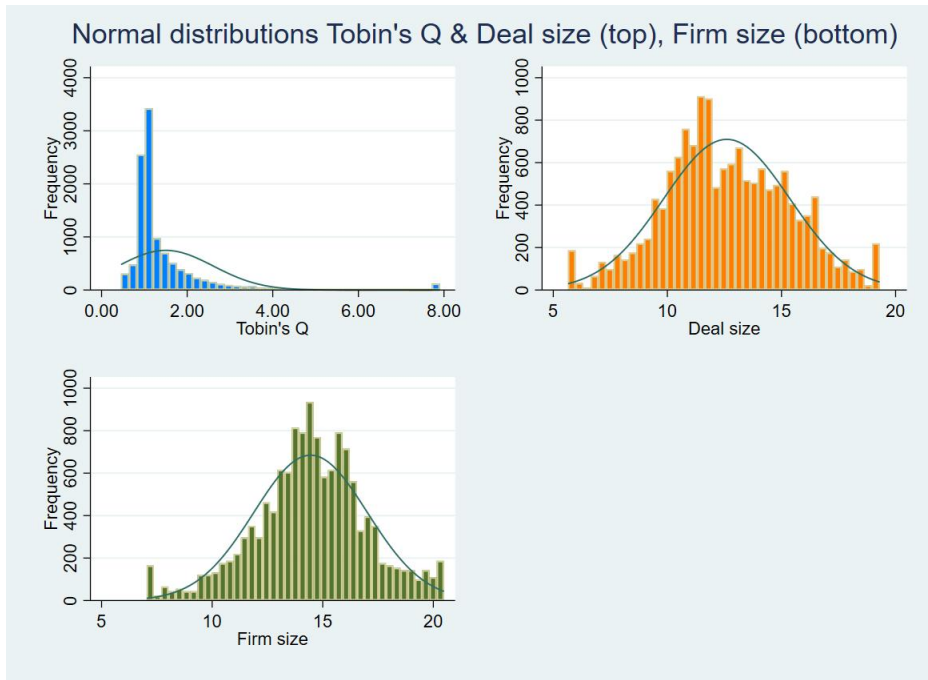 Normal distributions Tobin's Q & Deal size (top), Firm size (bottom)
Frequency
0 1000 2000 3000 4000
0.00 2.00 4.00 6.00 8.00
Tobin's Q
Frequency
0 200 400 600 800 1000
5 10 15 20
Deal size
Frequency
0 200 400 600 800 1000
5 10 15 20
Firm size